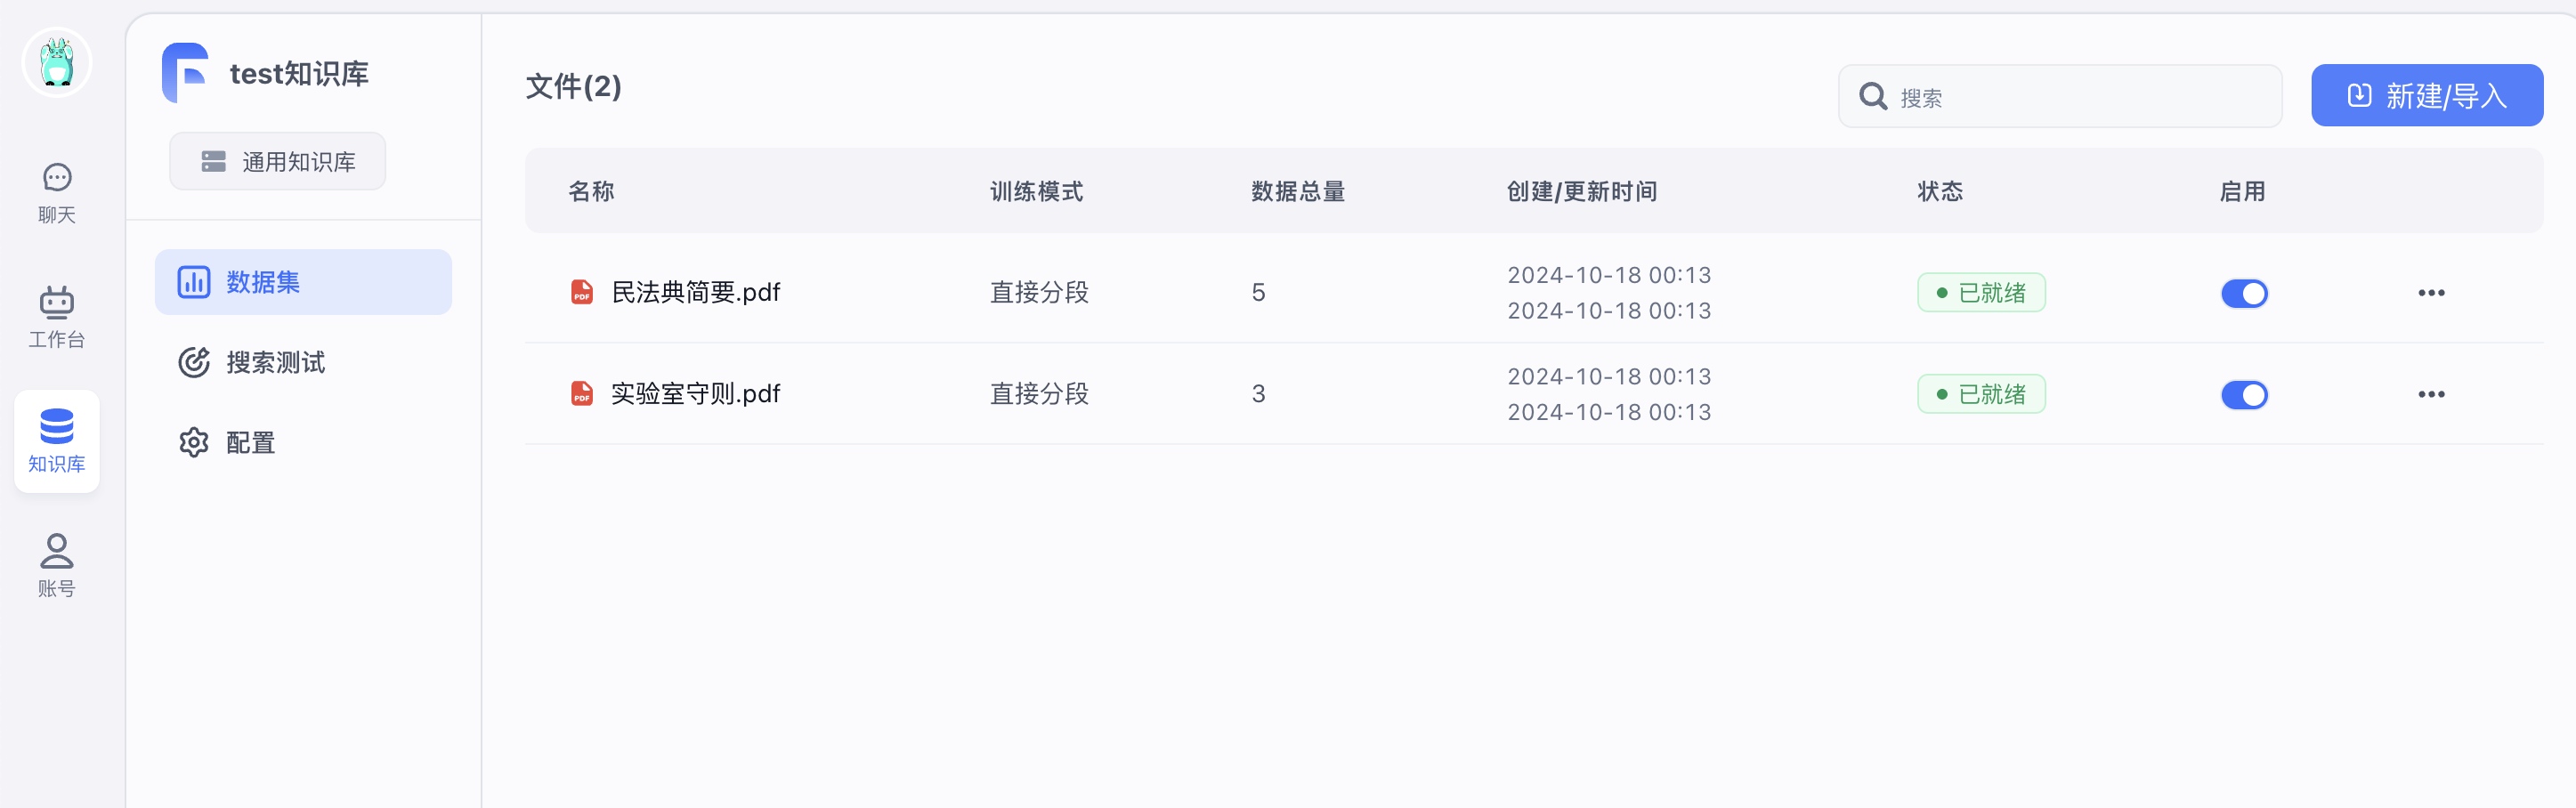 聊天
工作台
知识库
账号
test知识库
通用知识库
数据集
搜索测试
配置
文件(2)
搜索
新建/导入
名称 训练模式 数据总量 创建/更新时间 状态 启用
PDF 民法典简要.pdf 直接分段 5 2024-10-18 00:13 已就绪
2024-10-18 00:13
PDF 实验室守则.pdf 直接分段 3 2024-10-18 00:13 已就绪
2024-10-18 00:13